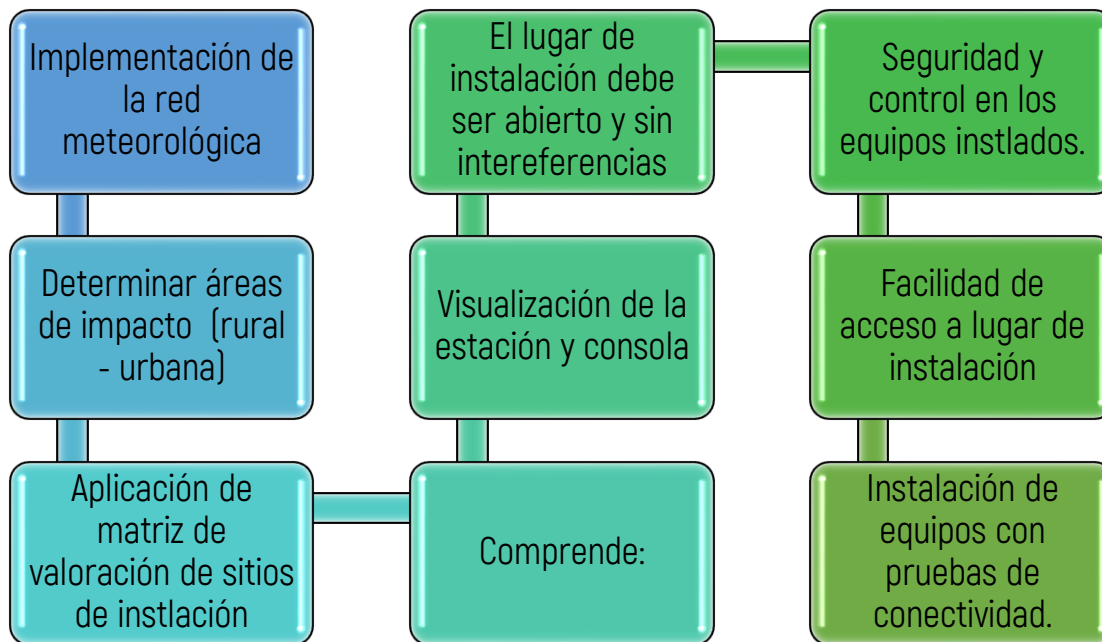 Implementación de
la red
meteorológica
Determinar áreas
de impacto (rural
- urbana)
Aplicación de
matriz de
valoración de sitios
de instlación
Comprende:
Visualización de la
estación y consola
El lugar de
instalación debe
ser abierto y sin
intereferencias
Seguridad y
control en los
equipos instlados.
Facilidad de
acceso a lugar de
instalación
Instalación de
equipos con
pruebas de
conectividad.